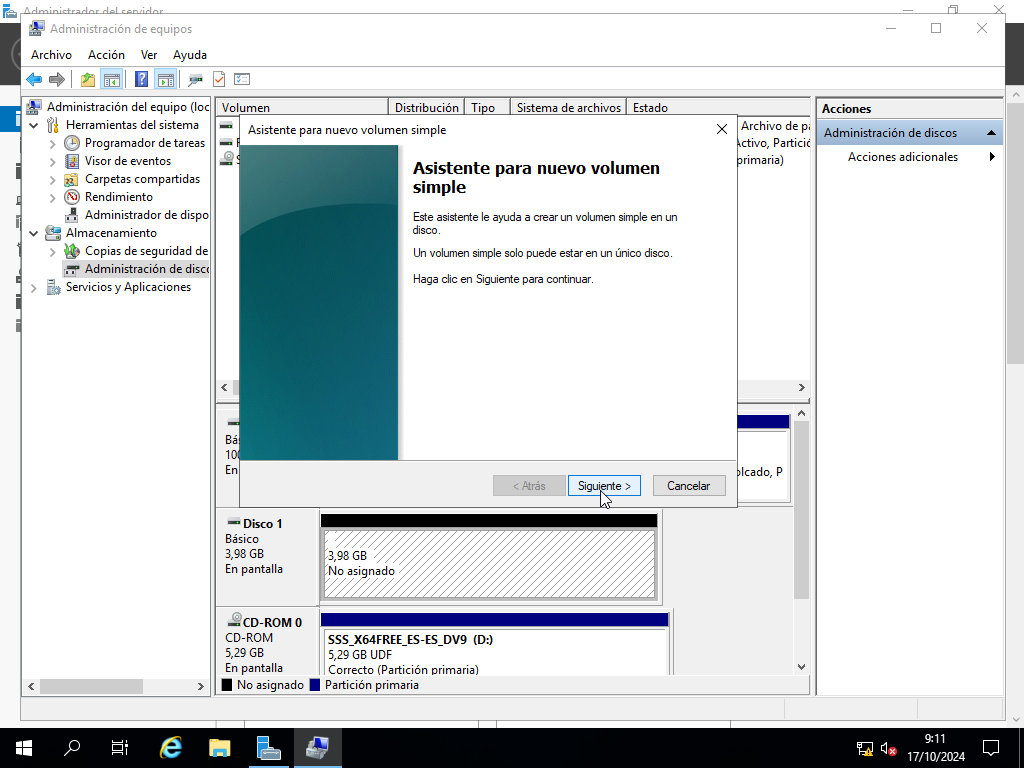 Administrador del servidor
Administración de equipos
Archivo Acción Ver Ayuda
Administración del equipo (loc
Herramientas del sistema
Programador de tareas
Visor de eventos
Carpetas compartidas
Rendimiento
Administrador de dispo
Almacenamiento
Copias de seguridad de
Administración de disco
Servicios y Aplicaciones
Volumen Distribución Tipo Sistema de archivos Estado
Archivo de pa
Activo, Partició
primaria)
Asistente para nuevo volumen simple
Asistente para nuevo volumen
simple
Este asistente le ayuda a crear un volumen simple en un
disco.
Un volumen simple solo puede estar en un único disco.
Haga clic en Siguiente para continuar.
< Atrás Siguiente > Cancelar
Acciones
Administración de discos
Acciones adicionales
Bás
100
En
olcado, P
Disco 1
Básico
3,98 GB
En pantalla
3,98 GB
No asignado
CD-ROM 0
CD-ROM
5,29 GB
En pantalla
SSS_X64FREE_ES-ES_DV9 (D:)
5,29 GB UDF
Correcto (Partición primaria)
No asignado Partición primaria
9:11
17/10/2024